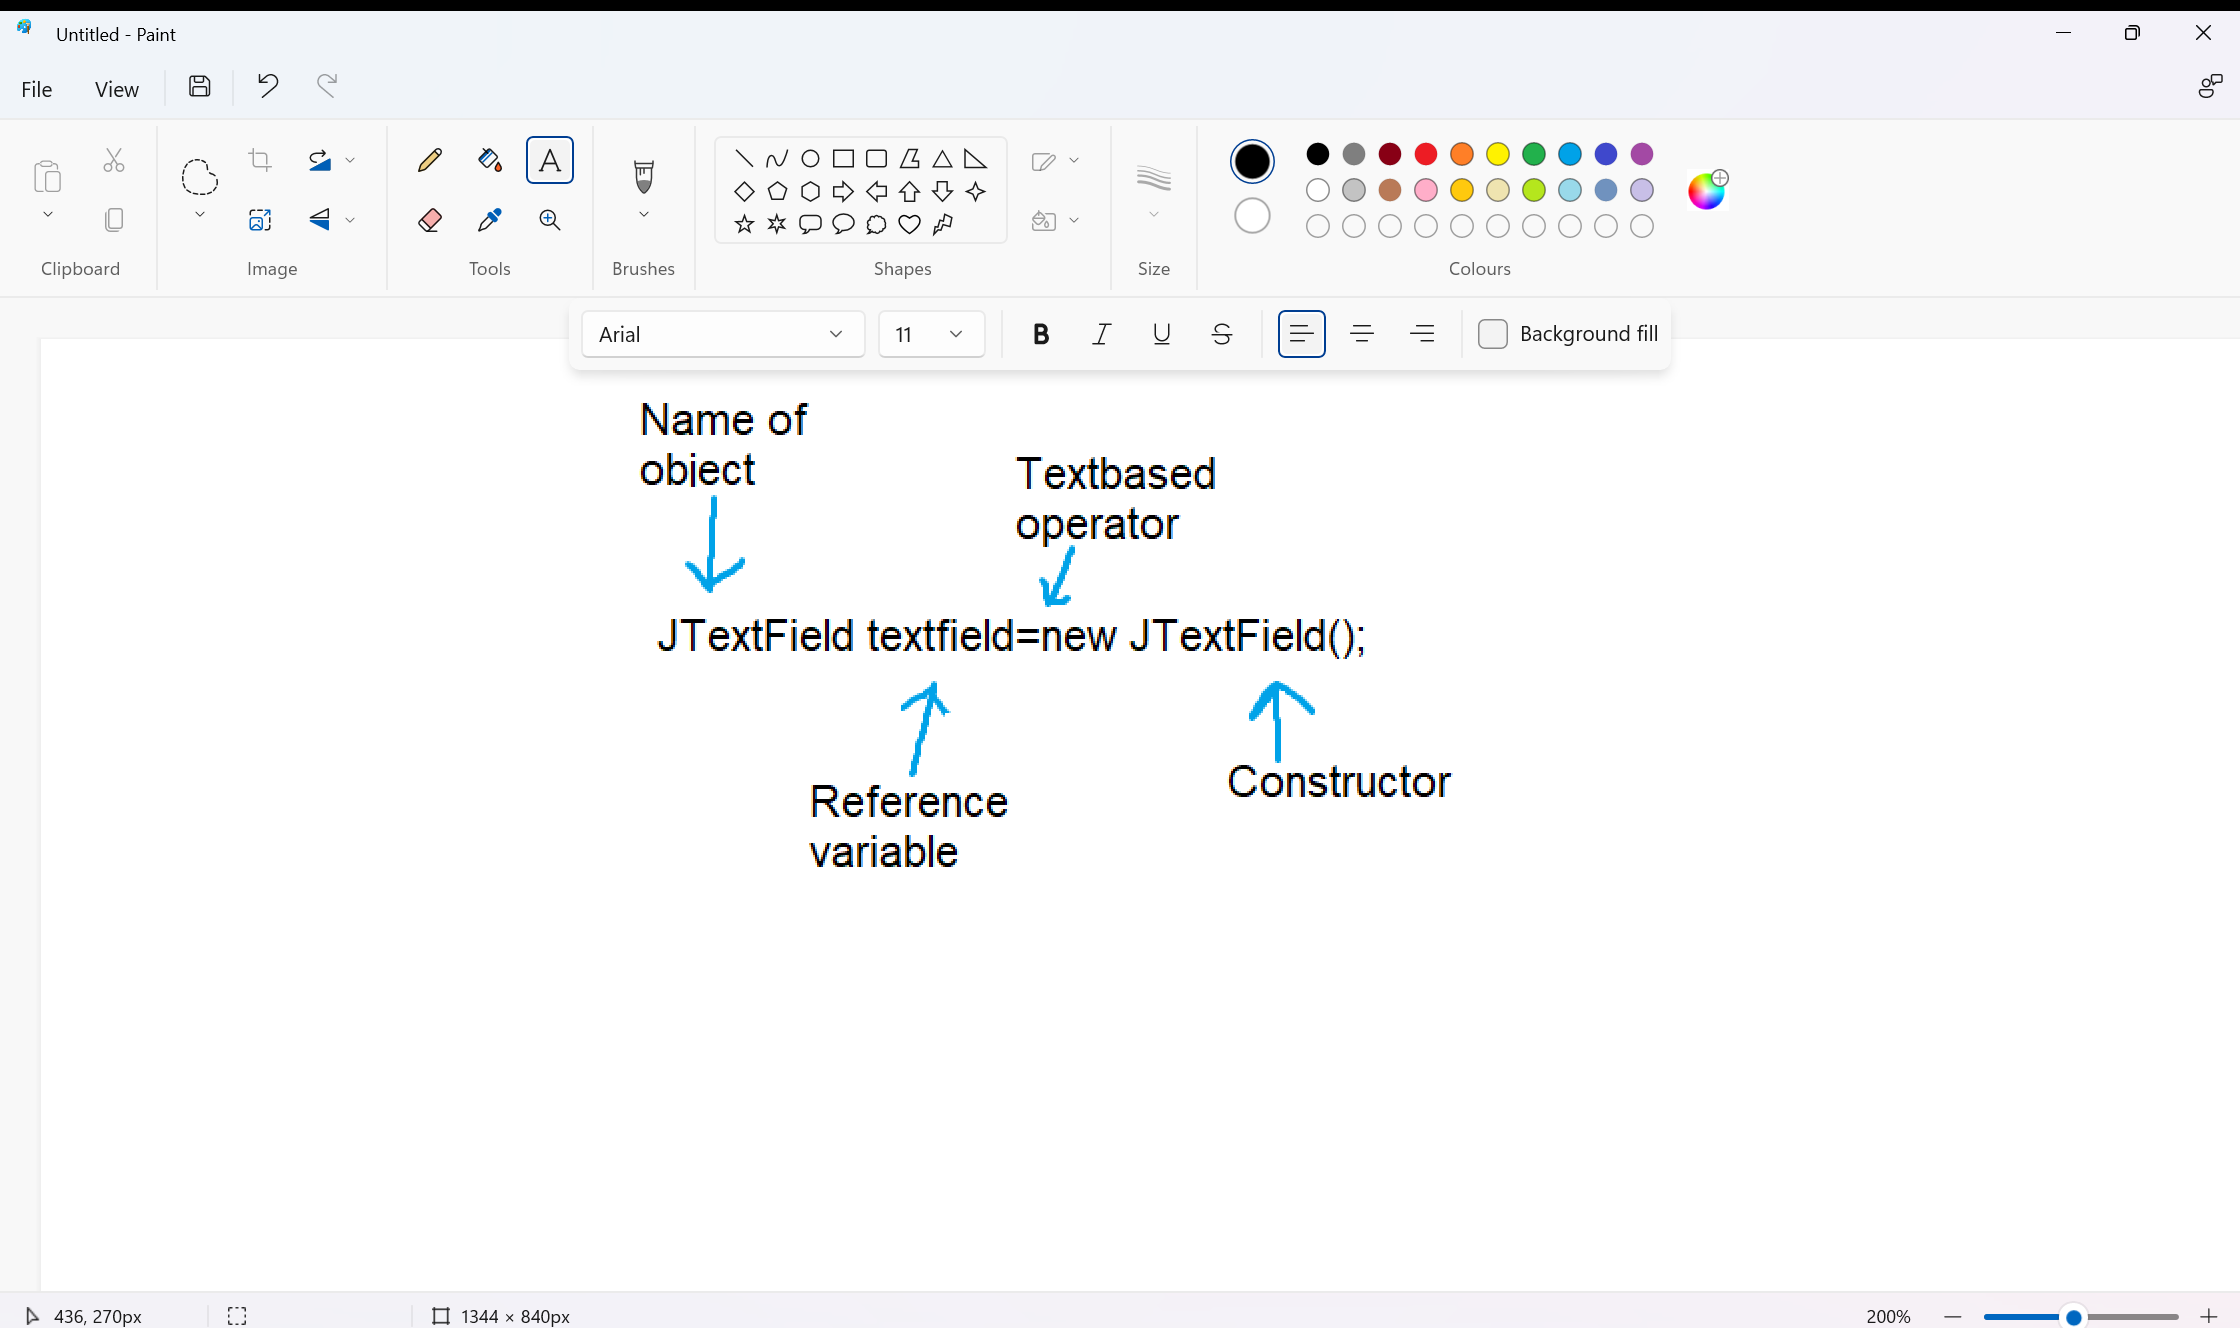 Untitled - Paint
File View
Clipboard Image Tools Brushes Shapes Size Colours
Arial 11 B I U S Background fill
Name of
object
Textbased
operator
JTextField textfield=new JTextField();
Reference
variable
Constructor
436, 270px 1344 × 840px 200%